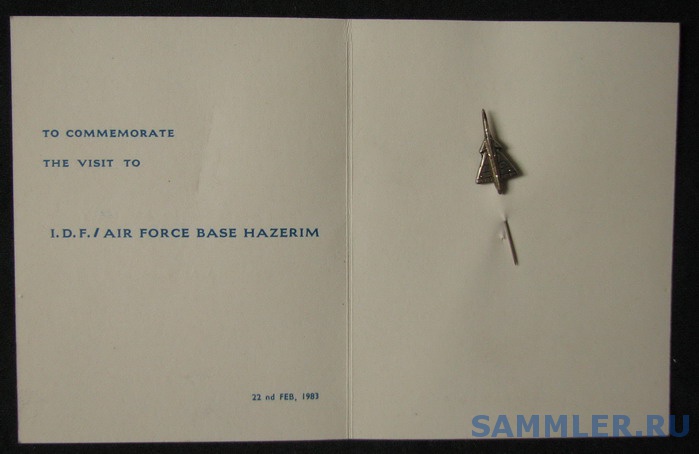 TO COMMEMORATE
THE VISIT TO
I.D.F./AIR FORCE BASE HAZERIM
22 nd FEB, 1983
SAMMLER.RU